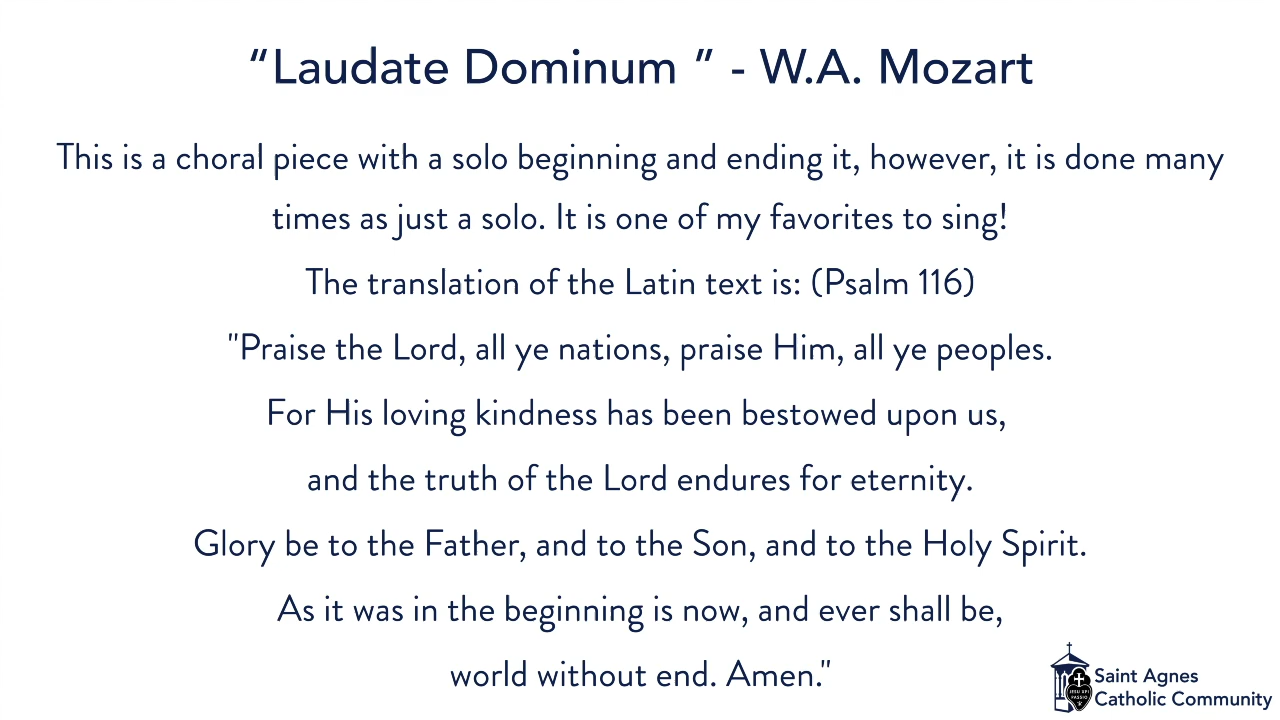 “Laudate Dominum ” - W.A. Mozart
This is a choral piece with a solo beginning and ending it, however, it is done many
times as just a solo. It is one of my favorites to sing!
The translation of the Latin text is: (Psalm 116)
"Praise the Lord, all ye nations, praise Him, all ye peoples.
For His loving kindness has been bestowed upon us,
and the truth of the Lord endures for eternity.
Glory be to the Father, and to the Son, and to the Holy Spirit.
As it was in the beginning is now, and ever shall be,
world without end. Amen."
JESU XPI
PASSIO
Saint Agnes
Catholic Community